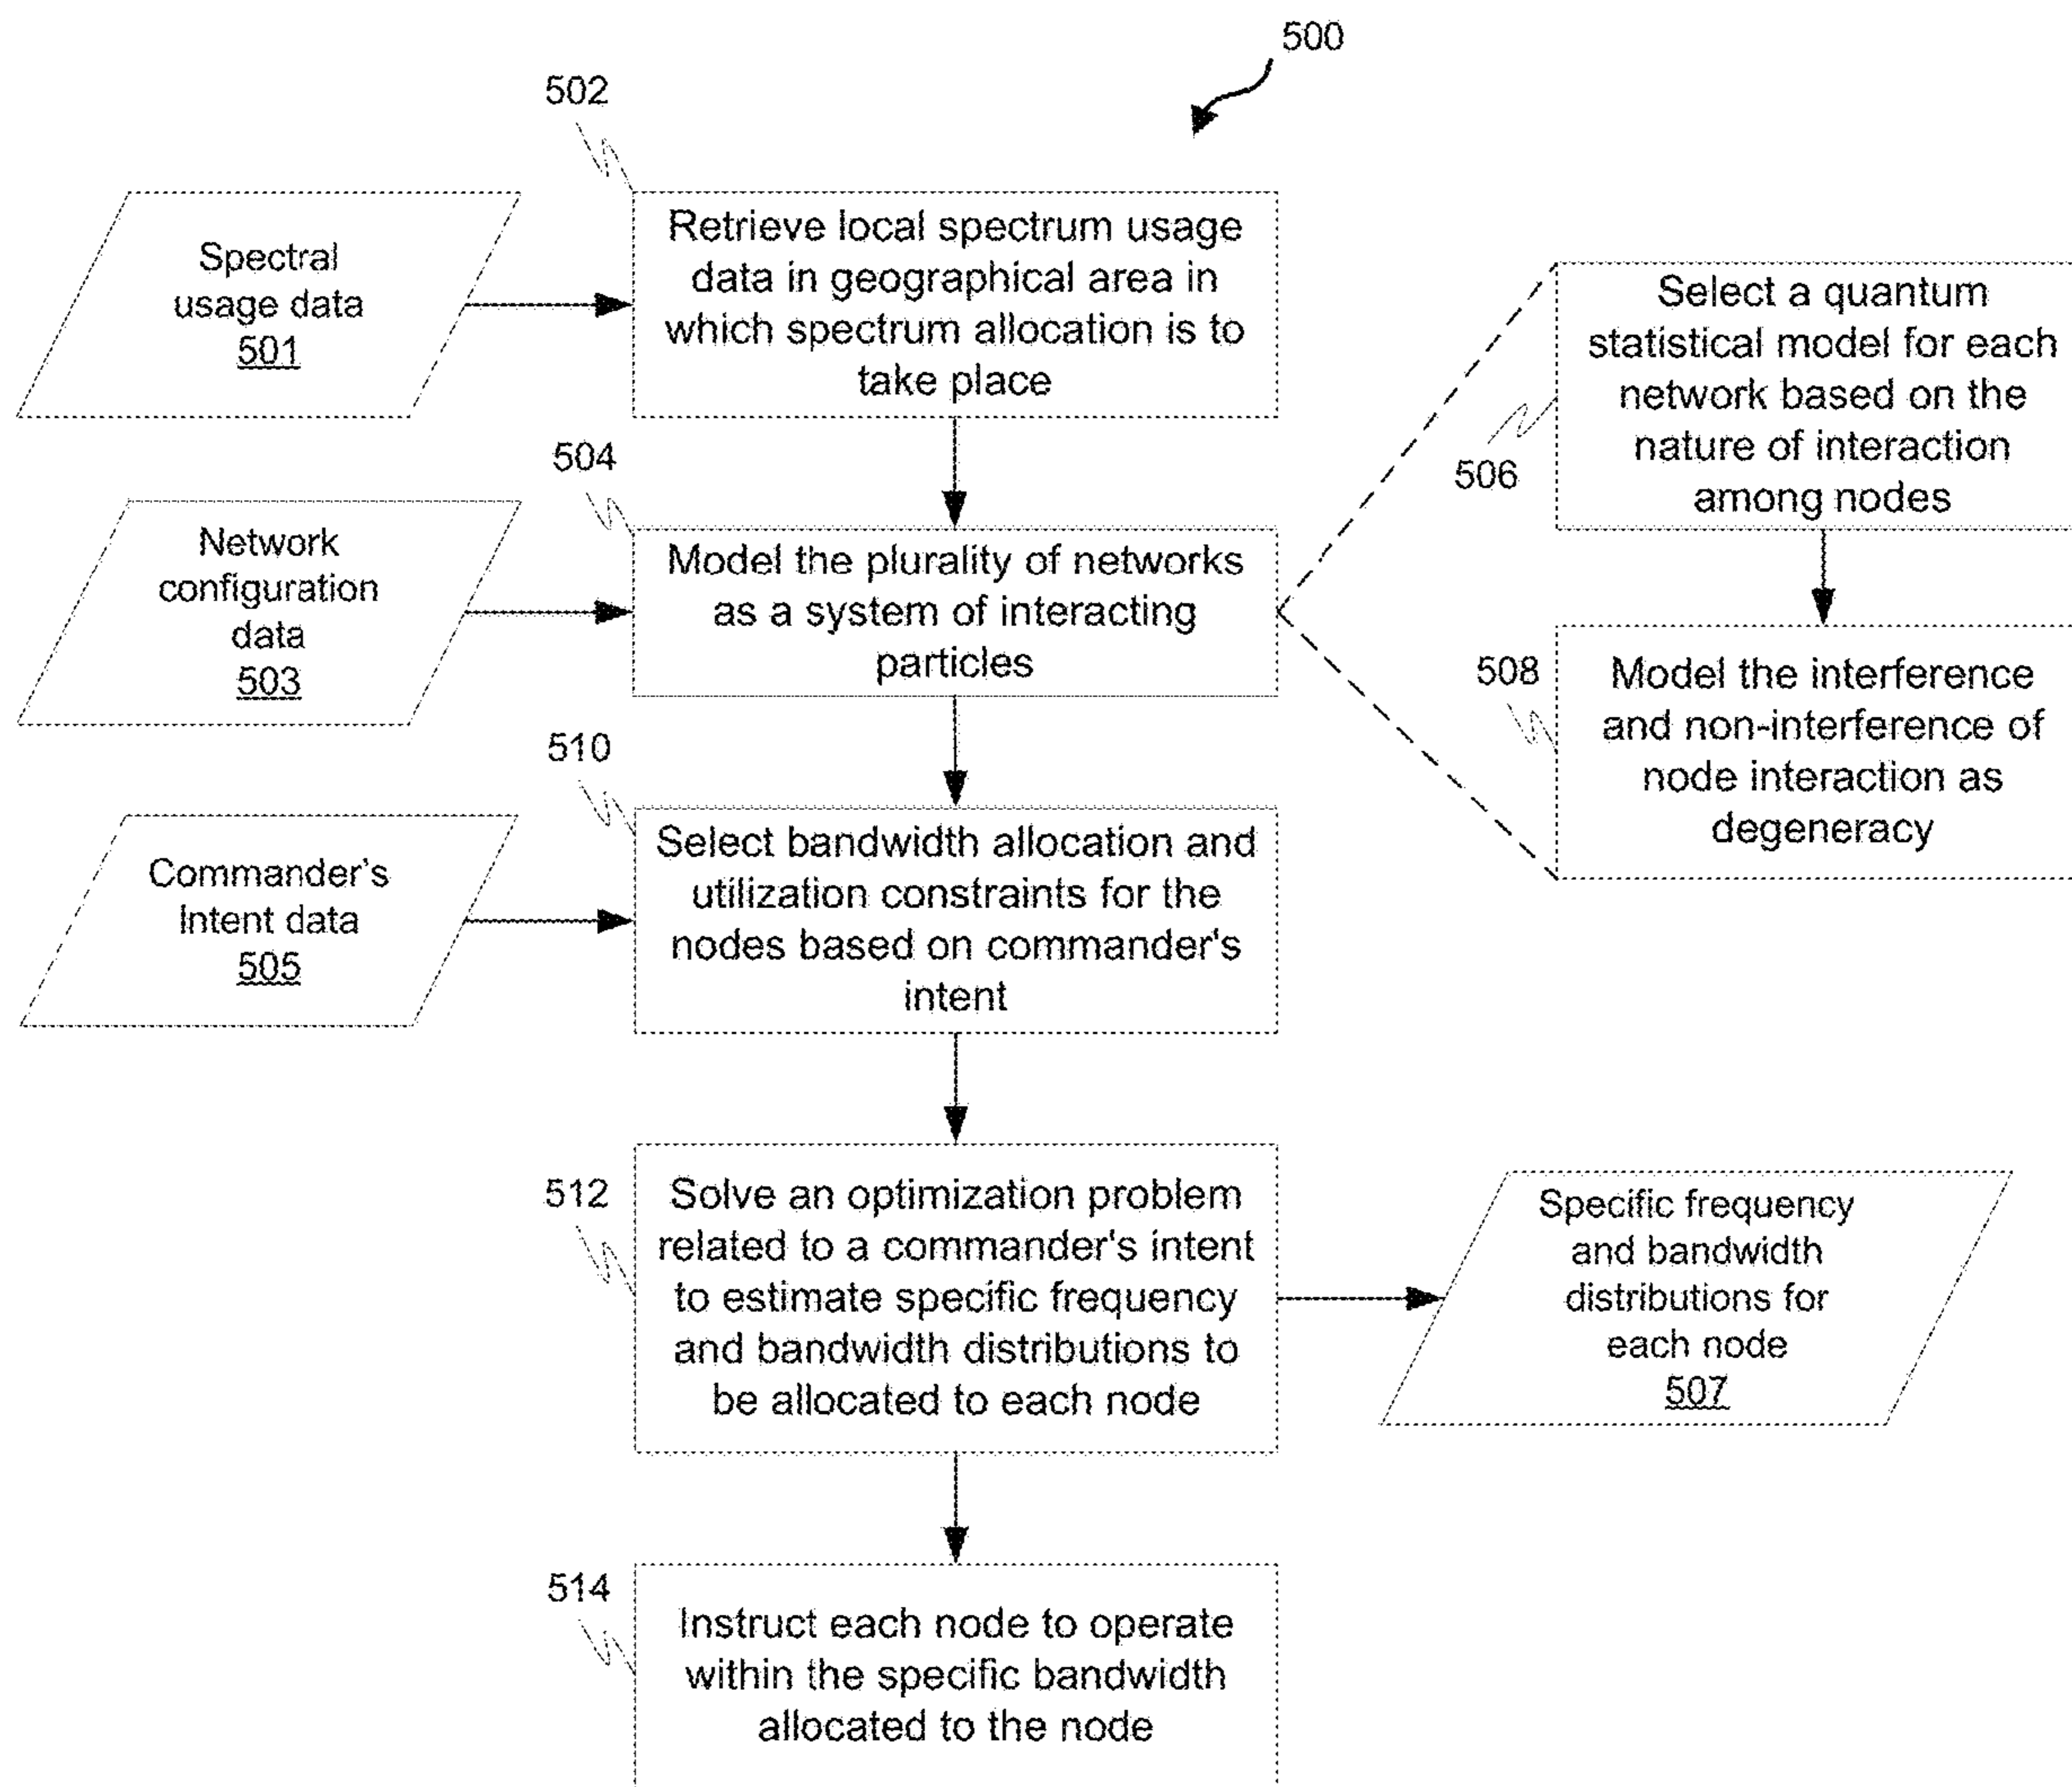 500
502
Spectral
usage data
501
Retrieve local spectrum usage
data in geographical area in
which spectrum allocation is to
take place
Select a quantum
statistical model for each
network based on the
nature of interaction
among nodes
506
504
Network
configuration
data
503
Model the plurality of networks
as a system of interacting
particles
508
Model the interference
and non-interference of
node interaction as
degeneracy
510
Commander's
Intent data
505
Select bandwidth allocation and
utilization constraints for the
nodes based on commander's
intent
512
Solve an optimization problem
related to a commander's intent
to estimate specific frequency
and bandwidth distributions to
be allocated to each node
Specific frequency
and bandwidth
distributions for
each node
507
514
Instruct each node to operate
within the specific bandwidth
allocated to the node